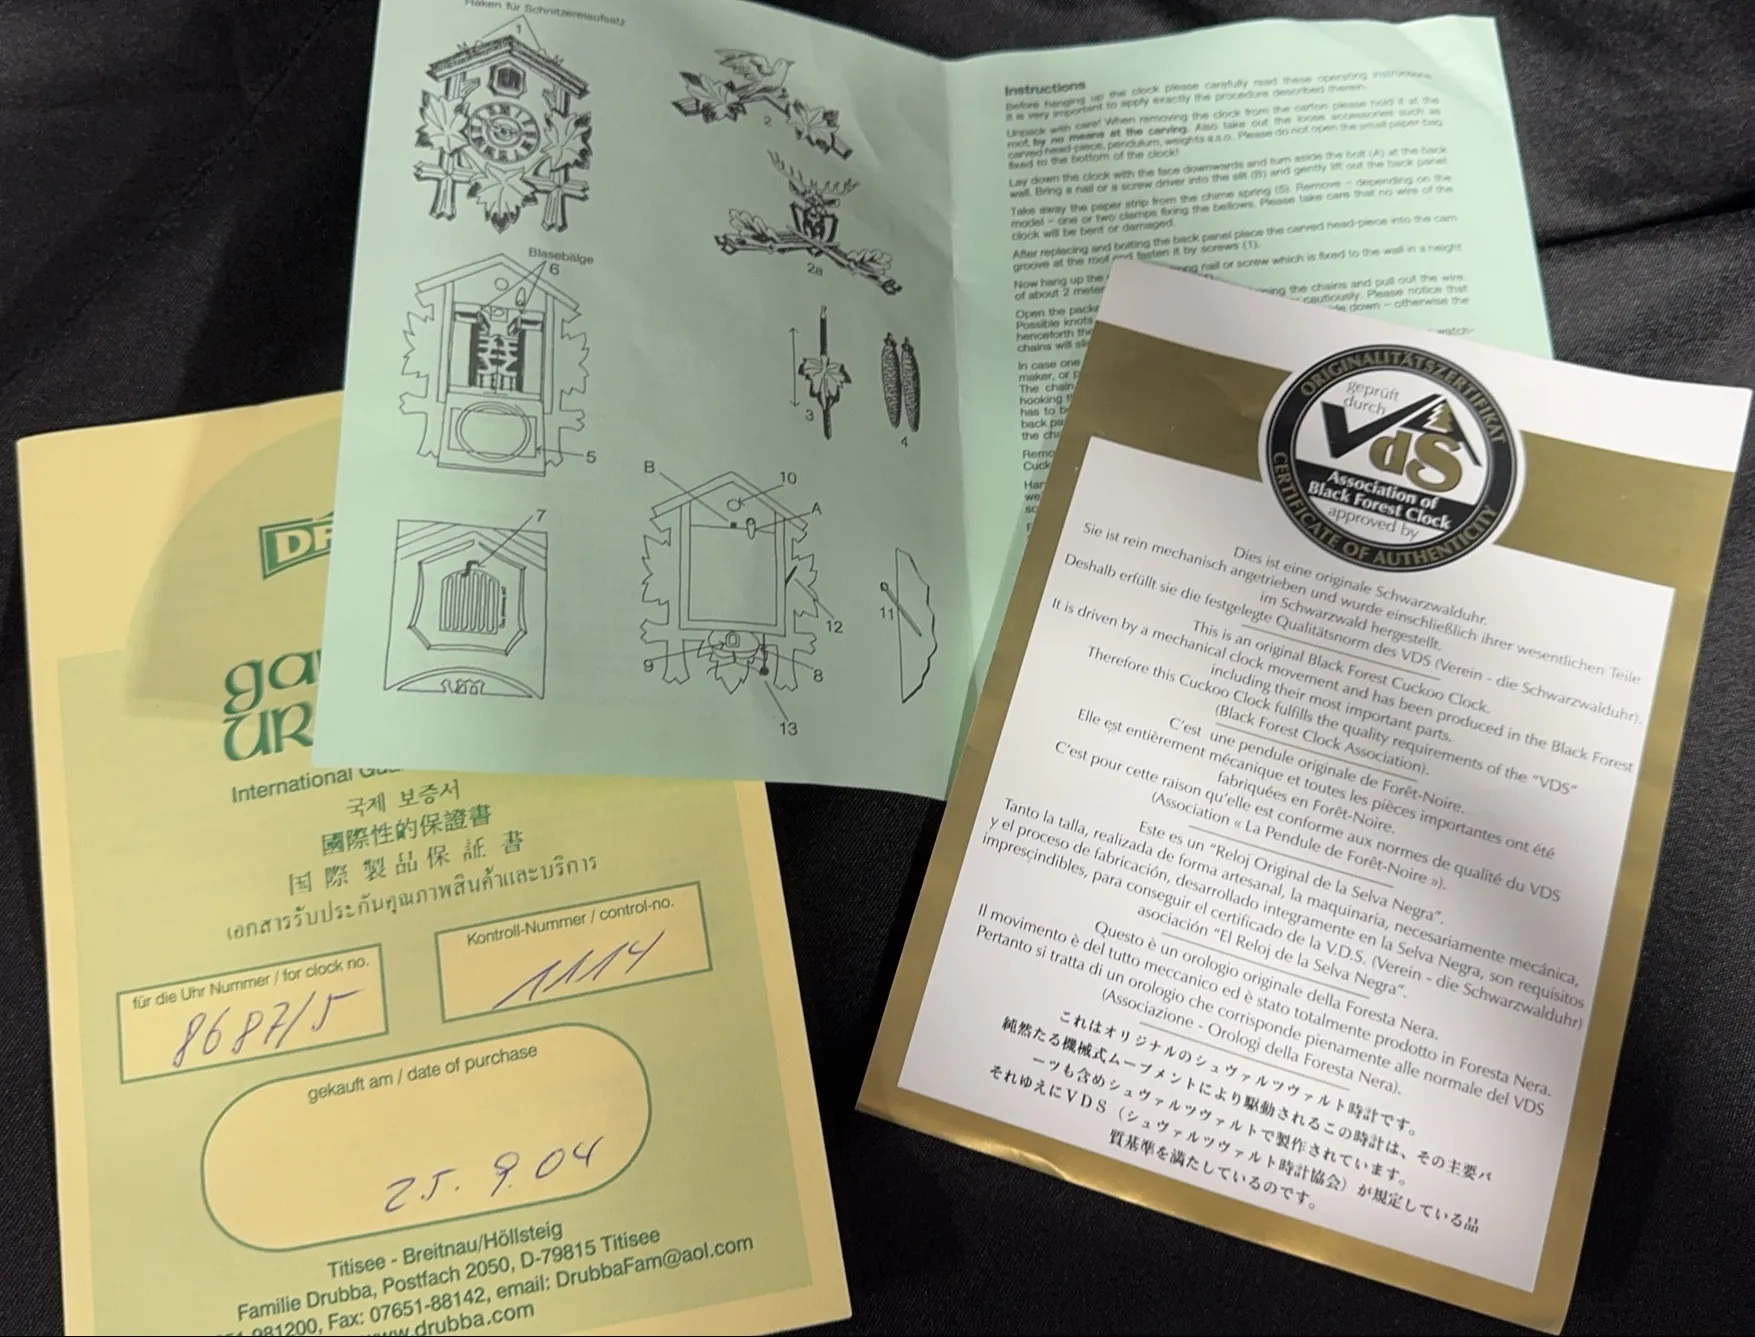 Haken für Schnitzereiaufsatz
1
2
2a
Blasebälge
6
3
4
5
B
10
A
7
12
11
9
8
13
Instructions
Before hanging up the clock please carefully read these operating instructions
It is very important to apply exactly the procedure described therein.
Unpack with care! When removing the clock from the carton please hold it at the
roof, by no means at the carving. Also take out the loose accessories such as
carved head-piece, pendulum, weights a.s.o. Please do not open the small paper-bag
fixed to the bottom of the clock!
Lay down the clock with the face downwards and turn aside the bolt (A) at the back
wall. Bring a nail or a screw driver into the slit (B) and gently lift out the back panel.
Take away the paper strip from the chime spring (5). Remove – depending on the
model – one or two clamps fixing the bellows. Please take care that no wire of the
clock will be bent or damaged.
After replacing and bolting the back panel place the carved head-piece into the cam
groove at the roof and fasten it by screws (1).
Now hang up the nail or screw which is fixed to the wall in a height
of about 2 meter
Open the pack ning the chains and pull out the wire.
Possible knots cautiously. Please notice that
henceforth the down – otherwise the
chains will
In case one watch-
maker, or
The chain
hooking
has to
back pa
the
Remo
Cuck
Han
ORIGINALITÄTSZERTIFIKAT
geprüft
durch
VdS
Association of
Black Forest Clock
approved by
CERTIFICATE OF AUTHENTICITY
Dies ist eine originale Schwarzwalduhr.
Sie ist rein mechanisch angetrieben und wurde einschließlich ihrer wesentlichen Teile
im Schwarzwald hergestellt.
Deshalb erfüllt sie die festgelegte Qualitätsnorm des VDS (Verein - die Schwarzwalduhr).
This is an original Black Forest Cuckoo Clock.
It is driven by a mechanical clock movement and has been produced in the Black Forest
including their most important parts.
Therefore this Cuckoo Clock fulfills the quality requirements of the "VDS"
(Black Forest Clock Association).
C'est une pendule originale de Forêt-Noire.
Elle est entièrement mécanique et toutes les pièces importantes ont été
fabriquées en Forêt-Noire.
C'est pour cette raison qu'elle est conforme aux normes de qualité du VDS
(Association « La Pendule de Forêt-Noire »).
Este es un "Reloj Original de la Selva Negra".
Tanto la talla, realizada de forma artesanal, la maquinaria, necesariamente mecánica,
y el proceso de fabricación, desarrollado integramente en la Selva Negra, son requisitos
impresçindibles, para conseguir el certificado de la V.D.S. (Verein - die Schwarzwalduhr)
asociación "El Reloj de la Selva Negra".
Questo è un orologio originale della Foresta Nera.
Il movimento è del tutto meccanico ed è stato totalmente prodotto in Foresta Nera.
Pertanto si tratta di un orologio che corrisponde pienamente alle normale del VDS
(Associazione - Orologi della Foresta Nera).
これはオリジナルのシュヴァルツヴァルト時計です。
純然たる機械式ムーブメントにより駆動されるこの時計は、その主要パ
ーツも含めシュヴァルツヴァルトで製作されています。
それゆえにVDS（シュヴァルツヴァルト時計協会）が規定している品
質基準を満たしているのです。
DR
ga
UR
International Gua
국제 보증서
國際性的保證書
国際製品保証書
เอกสารรับประกันคุณภาพสินค้าและบริการ
für die Uhr Nummer / for clock no.
8687/5
Kontroll-Nummer / control-no.
1114
gekauft am / date of purchase
25. 9. 04
Titisee - Breitnau/Höllsteig
Familie Drubba, Postfach 2050, D-79815 Titisee
981200, Fax: 07651-88142, email: DrubbaFam@aol.com
www.drubba.com